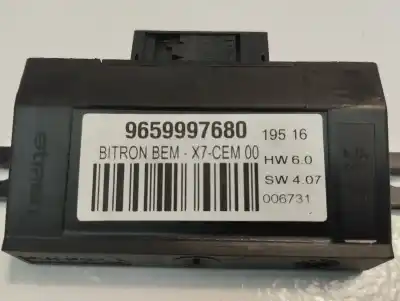 9659997680 195 16
BITRON BEM - X7-CEM 00 HW 6.0
SW 4.07
006731